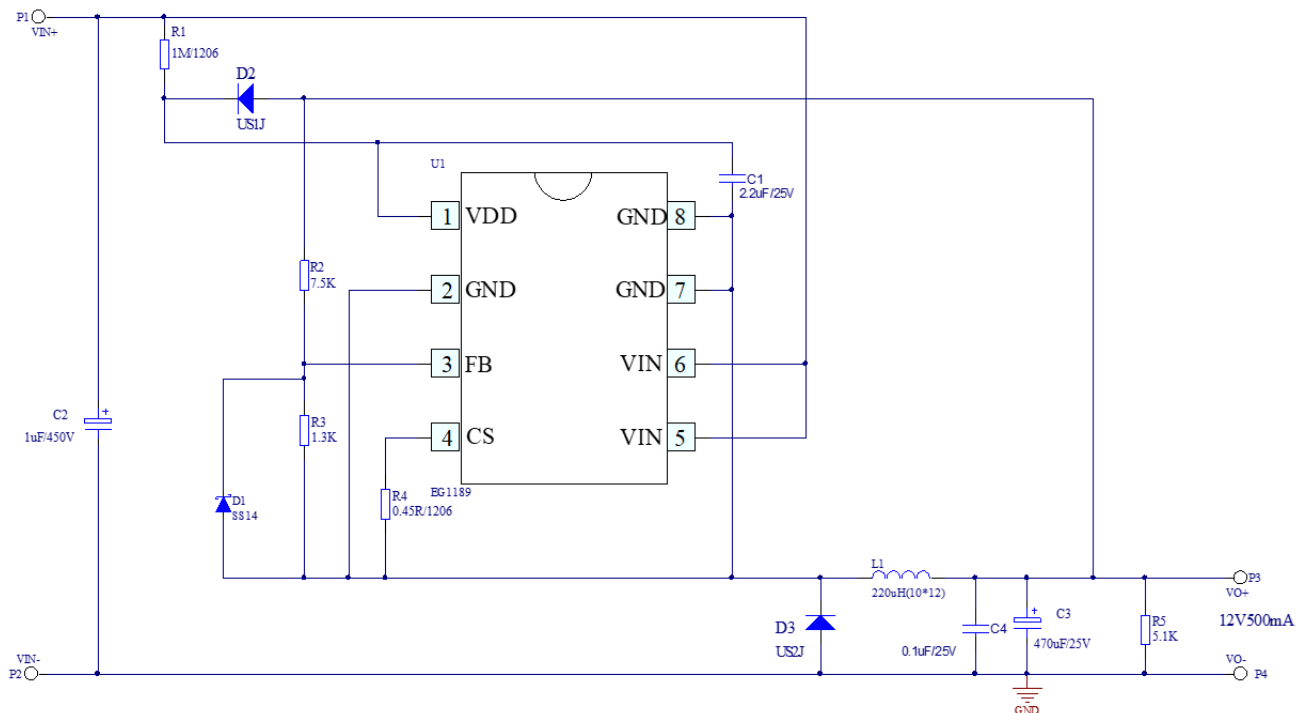 P1
VIN+
R1
1M/1206
D2
US1J
U1
C1
2.2uF/25V
1 VDD
GND 8
R2
7.5K
2 GND
GND 7
3 FB
VIN 6
C2
+
1uF/450V
R3
1.3K
4 CS
VIN 5
EG1189
R4
0.45R/1206
D1
SS14
L1
220uH(10*12)
P3
VO+
12V500mA
D3
US2J
C4
0.1uF/25V
+
C3
470uF/25V
R5
5.1K
VIN-
P2
VO-
P4
GND